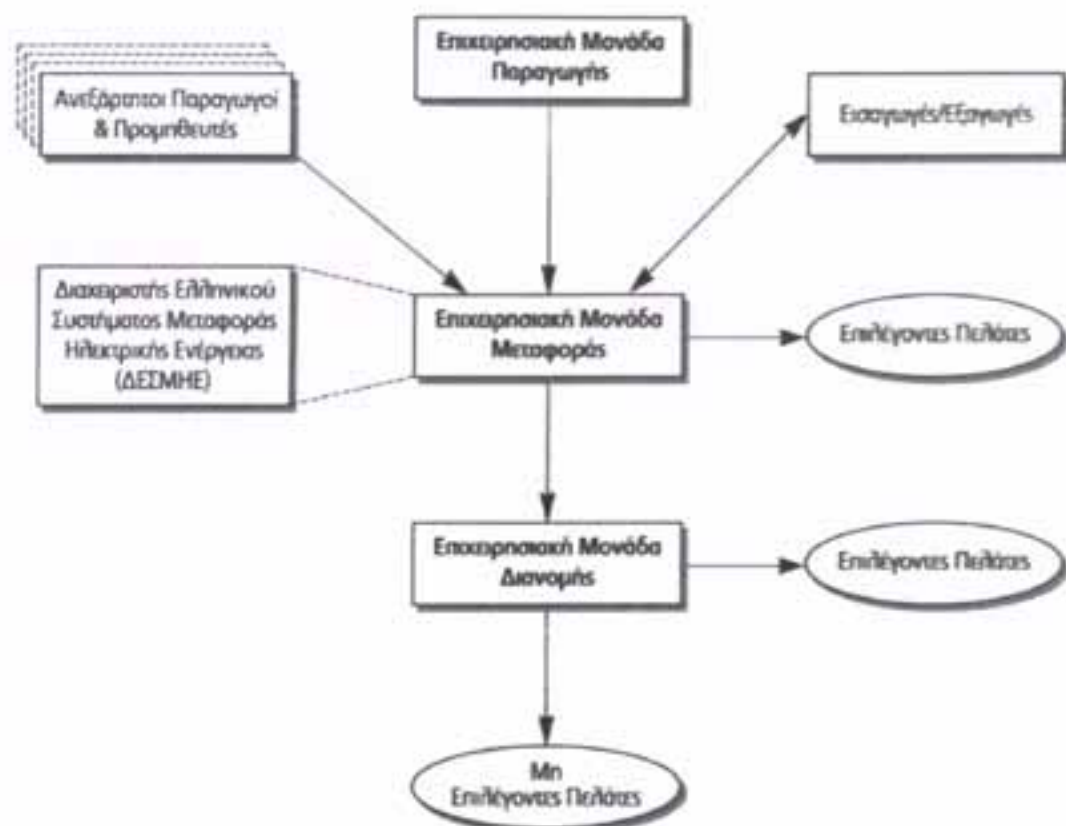 Επιχειρησιακή Μονάδα
Παραγωγής
Ανεξάρτητοι Παραγωγοί
& Προμηθευτές
Εισαγωγές/Εξαγωγές
Διαχειριστής Ελληνικού
Συστήματος Μεταφοράς
Ηλεκτρικής Ενέργειας
(ΔΕΣΜΗΕ)
Επιχειρησιακή Μονάδα
Μεταφοράς
Επιλέγοντες Πελάτες
Επιχειρησιακή Μονάδα
Διανομής
Επιλέγοντες Πελάτες
Μη
Επιλέγοντες Πελάτες